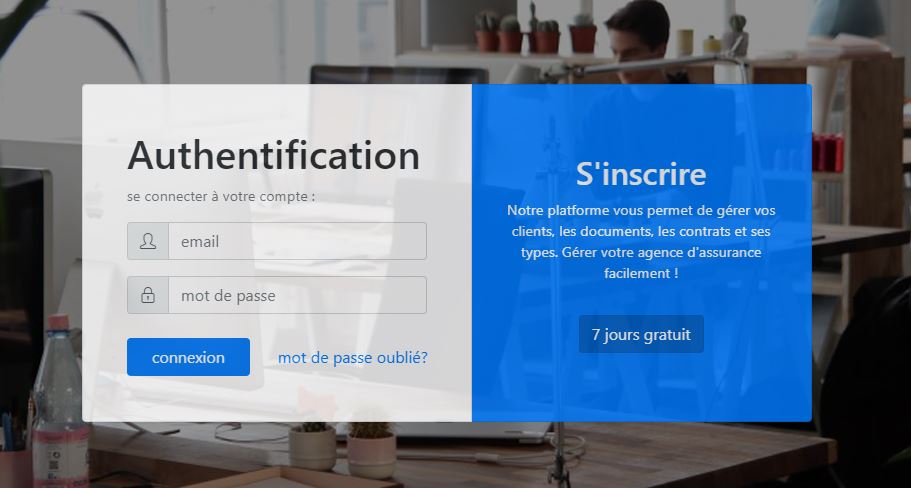 Authentification
se connecter à votre compte :
email
mot de passe
connexion
mot de passe oublié?
S'inscrire
Notre platforme vous permet de gérer vos
clients, les documents, les contrats et ses
types. Gérer votre agence d'assurance
facilement !
7 jours gratuit